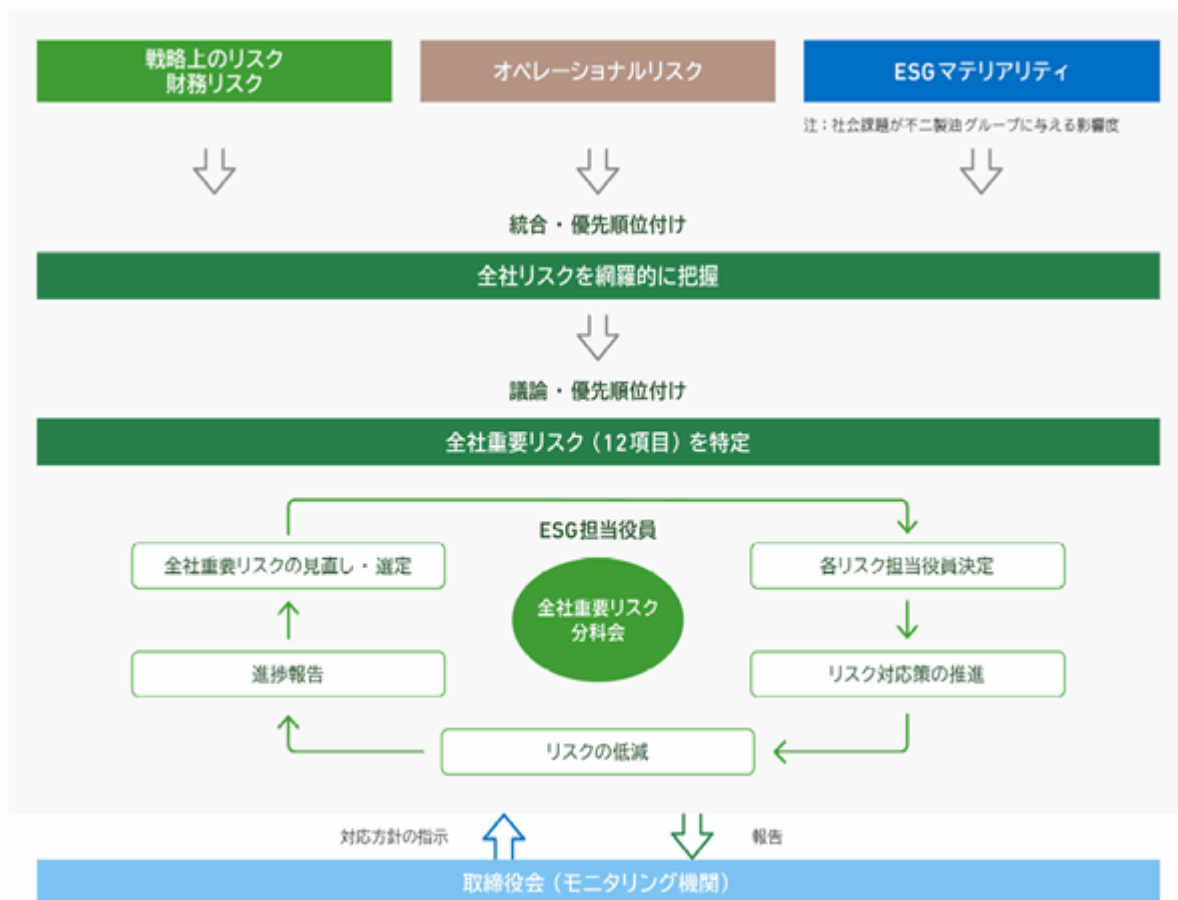 戦略上のリスク
財務リスク
オペレーショナルリスク
ESGマテリアリティ
注：社会課題が不二製油グループに与える影響度
統合・優先順位付け
全社リスクを網羅的に把握
議論・優先順位付け
全社重要リスク（12項目）を特定
ESG担当役員
全社重要リスクの見直し・選定
各リスク担当役員決定
全社重要リスク
分科会
進捗報告
リスク対応策の推進
リスクの低減
対応方針の指示
報告
取締役会（モニタリング機関）